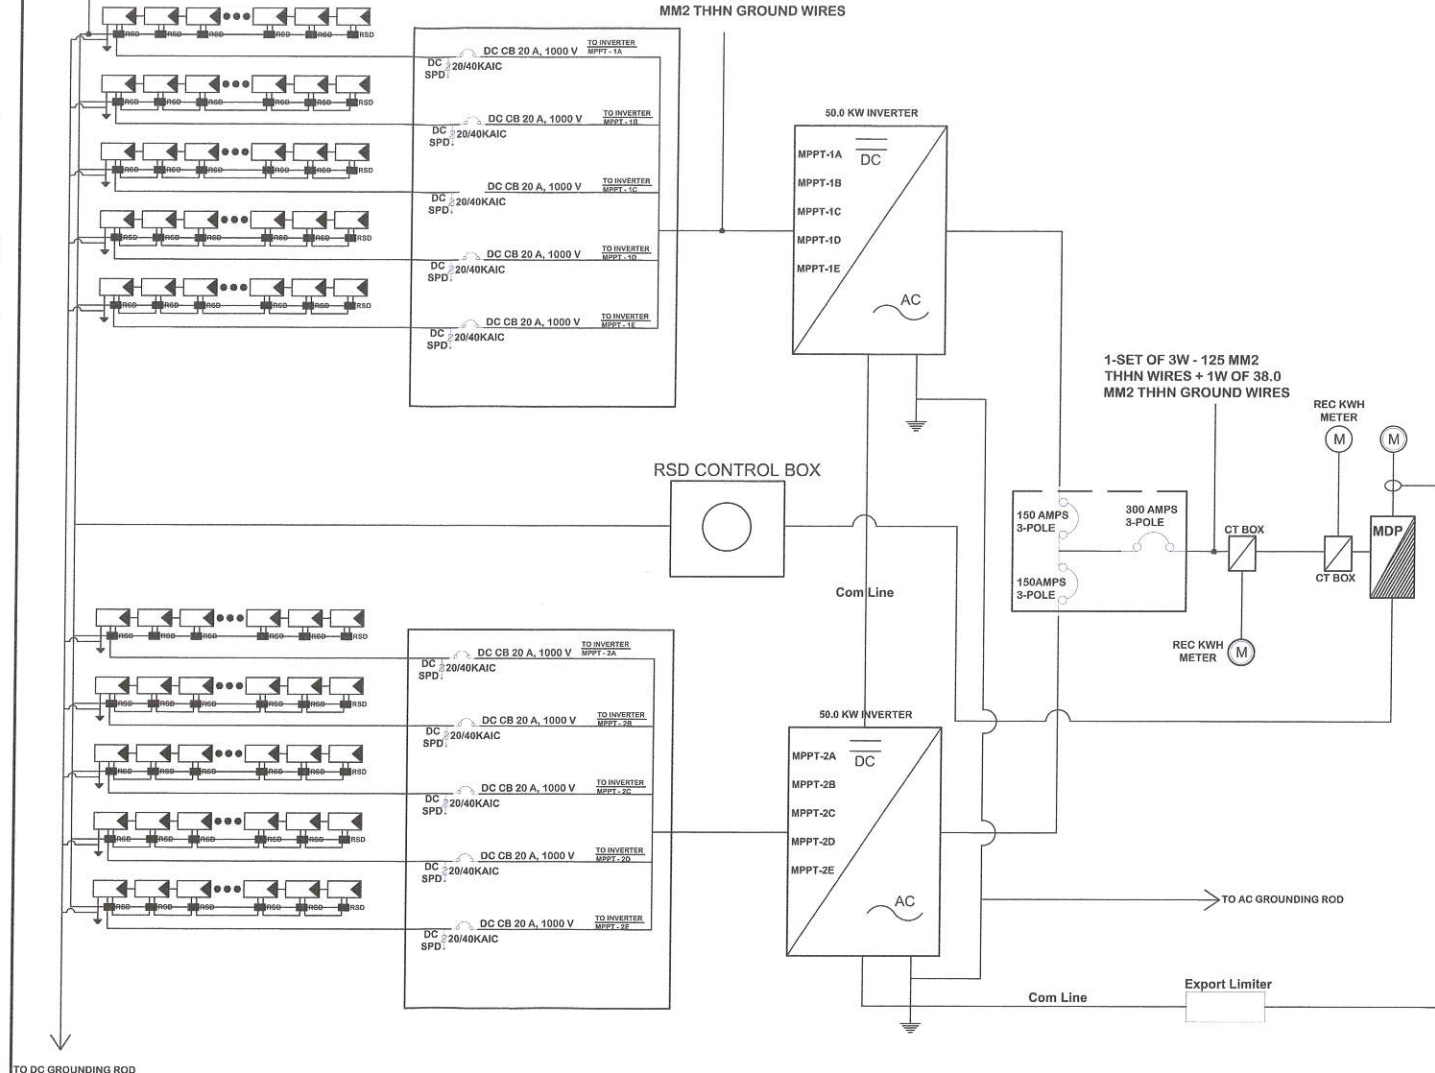 MM2 THHN GROUND WIRES
RSD
DC CB 20 A, 1000 V
TO INVERTER
MPPT - 1A
DC
SPD
20/40KAIC
RSD
DC CB 20 A, 1000 V
TO INVERTER
MPPT - 1B
DC
SPD
20/40KAIC
RSD
DC CB 20 A, 1000 V
TO INVERTER
MPPT - 1C
DC
SPD
20/40KAIC
RSD
DC CB 20 A, 1000 V
TO INVERTER
MPPT - 1D
DC
SPD
20/40KAIC
RSD
DC CB 20 A, 1000 V
TO INVERTER
MPPT - 1E
DC
SPD
20/40KAIC
50.0 KW INVERTER
MPPT-1A
DC
MPPT-1B
MPPT-1C
MPPT-1D
MPPT-1E
AC
1-SET OF 3W - 125 MM2
THHN WIRES + 1W OF 38.0
MM2 THHN GROUND WIRES
REC KWH
METER
M
M
RSD CONTROL BOX
150 AMPS
3-POLE
300 AMPS
3-POLE
CT BOX
MDP
CT BOX
150AMPS
3-POLE
Com Line
REC KWH
METER
M
RSD
DC CB 20 A, 1000 V
TO INVERTER
MPPT - 2A
DC
SPD
20/40KAIC
RSD
DC CB 20 A, 1000 V
TO INVERTER
MPPT - 2B
DC
SPD
20/40KAIC
RSD
DC CB 20 A, 1000 V
TO INVERTER
MPPT - 2C
DC
SPD
20/40KAIC
RSD
DC CB 20 A, 1000 V
TO INVERTER
MPPT - 2D
DC
SPD
20/40KAIC
RSD
DC CB 20 A, 1000 V
TO INVERTER
MPPT - 2E
DC
SPD
20/40KAIC
50.0 KW INVERTER
MPPT-2A
DC
MPPT-2B
MPPT-2C
MPPT-2D
MPPT-2E
AC
TO AC GROUNDING ROD
Export Limiter
Com Line
TO DC GROUNDING ROD